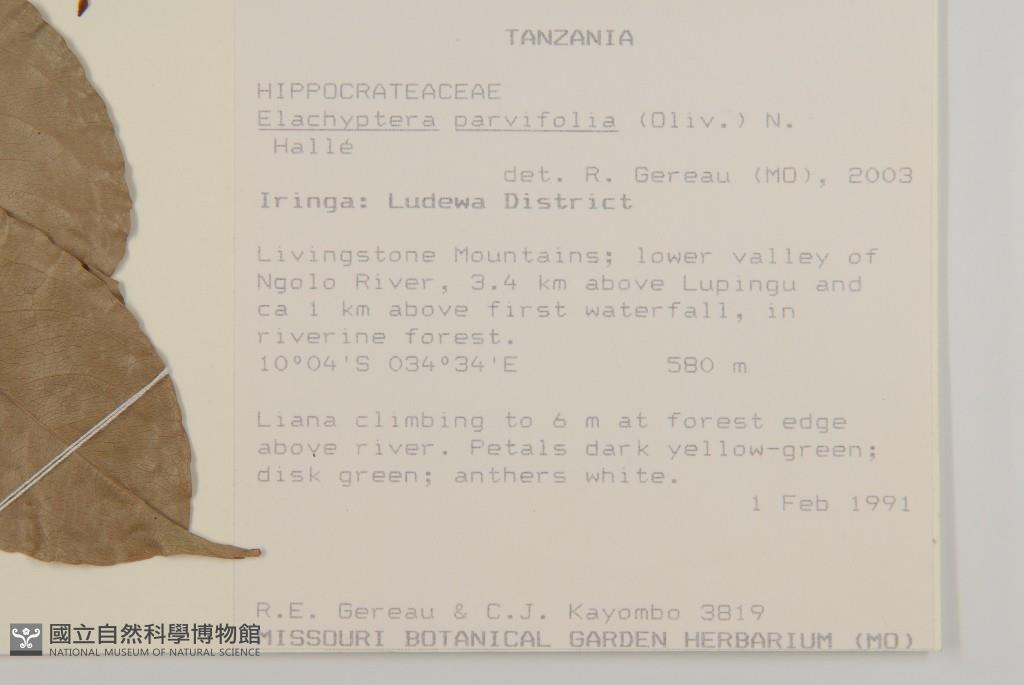 TANZANIA
HIPPOCRATEACEAE
Elachyptera parvifolia (Oliv.) N.
Hallé
det. R. Gereau (MO), 2003
Iringa: Ludewa District
Livingstone Mountains; lower valley of
Ngolo River, 3.4 km above Lupingu and
ca 1 km above first waterfall, in
riverine forest.
10°04'S 034°34'E 580 m
Liana climbing to 6 m at forest edge
above river. Petals dark yellow-green;
disk green; anthers white.
1 Feb 1991
R.E. Gereau & C.J. Kayombo 3819
MISSOURI BOTANICAL GARDEN HERBARIUM (MO)
國立自然科學博物館
NATIONAL MUSEUM OF NATURAL SCIENCE